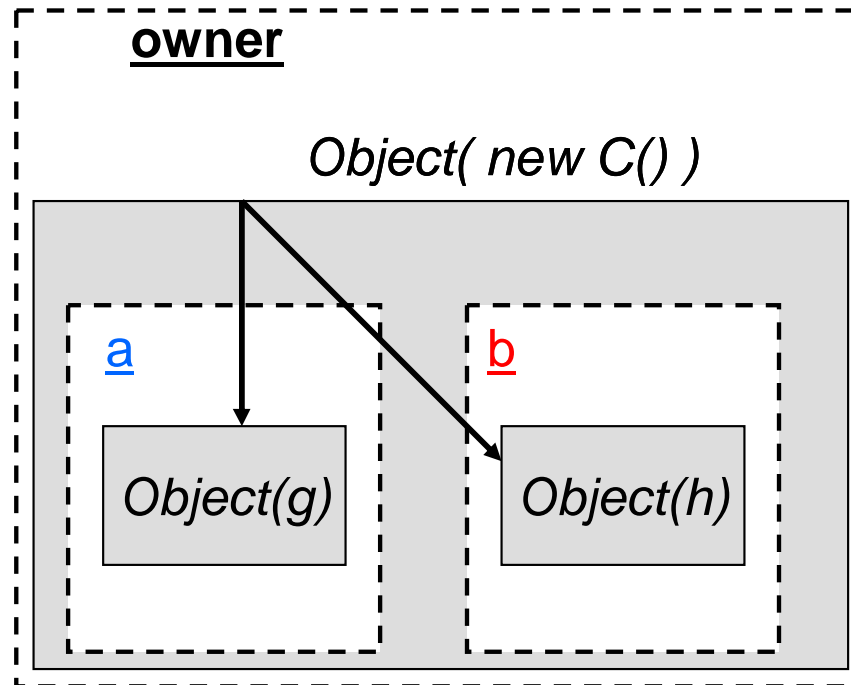 owner
Object( new C() )
a
b
Object(g)
Object(h)